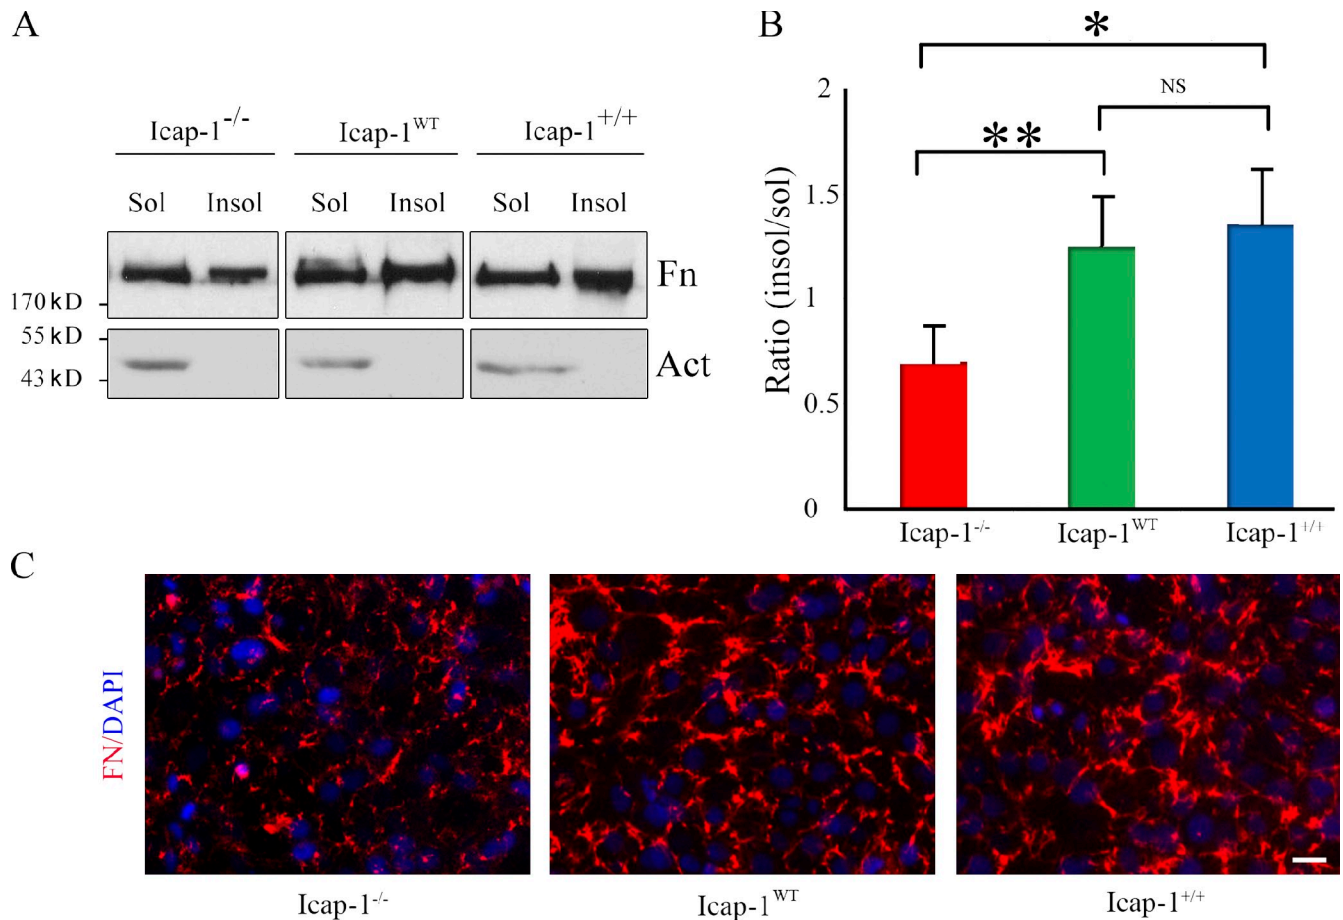 A
Icap-1-/- Icap-1WT Icap-1+/+
Sol Insol Sol Insol Sol Insol
Fn
170 kD
55 kD
Act
43 kD
B
*
NS
**
2
1.5
1
0.5
0
Ratio (insol/sol)
Icap-1-/- Icap-1WT Icap-1+/+
C
FN/DAPI
Icap-1-/- Icap-1WT Icap-1+/+